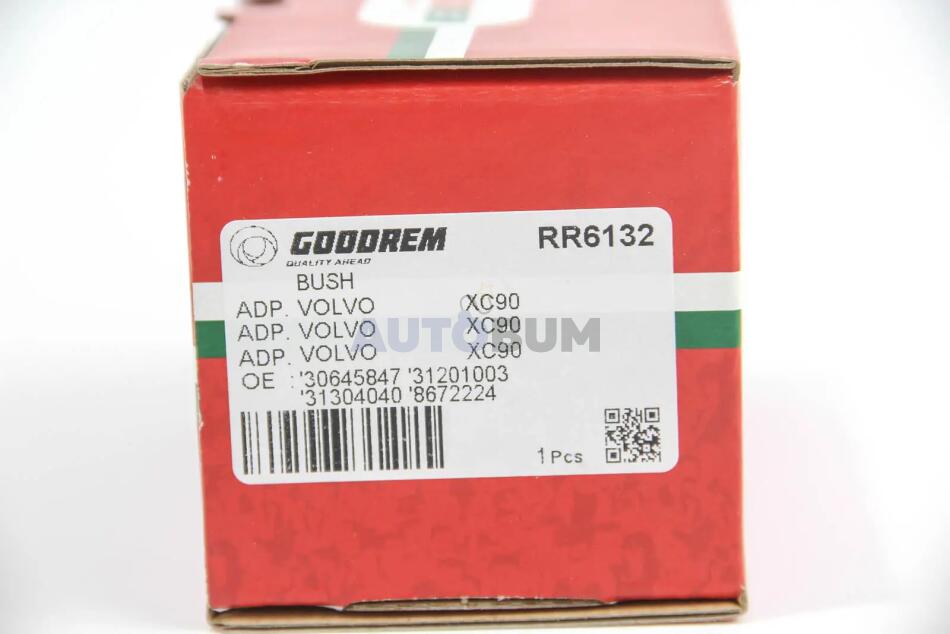 GOODREM RR6132
QUALITY AHEAD
BUSH
ADP. VOLVO XC90
ADP. VOLVO XC90
AUTOBUM
ADP. VOLVO XC90
OE : '30645847 '31201003
'31304040 '8672224
1 Pcs